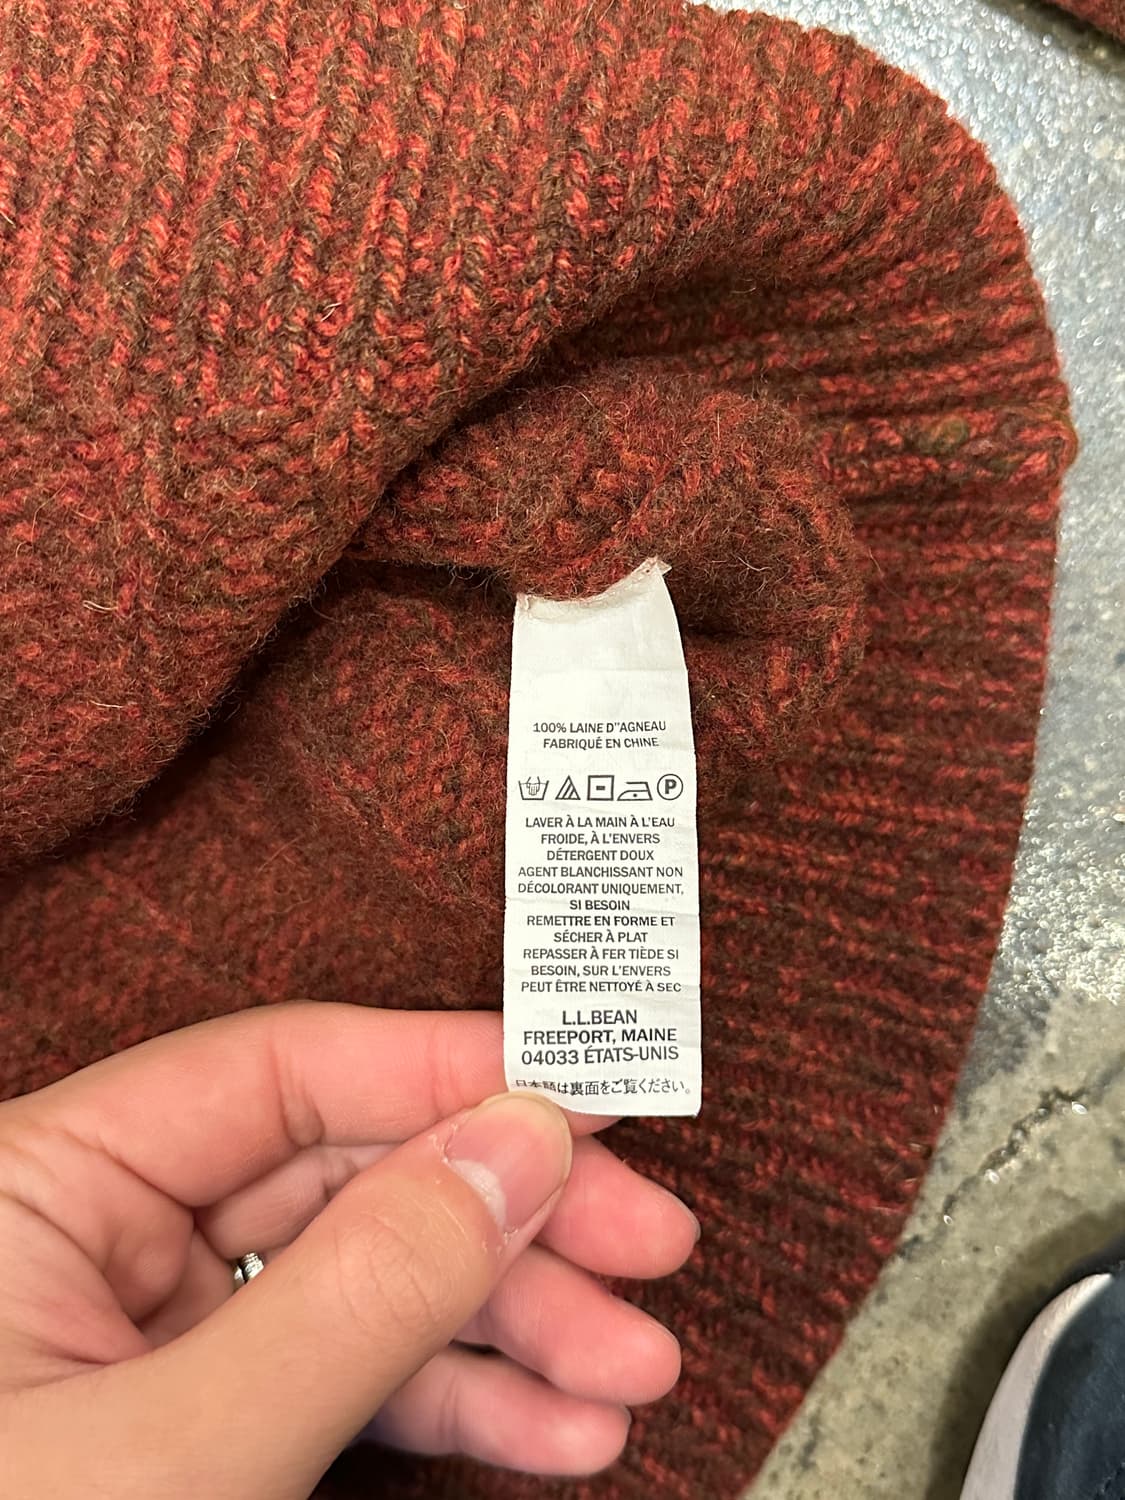 100% LAINE D"AGNEAU
FABRIQUÉ EN CHINE
P
LAVER À LA MAIN À L'EAU
FROIDE, À L'ENVERS
DÉTERGENT DOUX
AGENT BLANCHISSANT NON
DÉCOLORANT UNIQUEMENT,
SI BESOIN
REMETTRE EN FORME ET
SÉCHER À PLAT
REPASSER À FER TIÈDE SI
BESOIN, SUR L'ENVERS
PEUT ÊTRE NETTOYÉ À SEC
L.L.BEAN
FREEPORT, MAINE
04033 ÉTATS-UNIS
日本語は裏面をご覧ください。